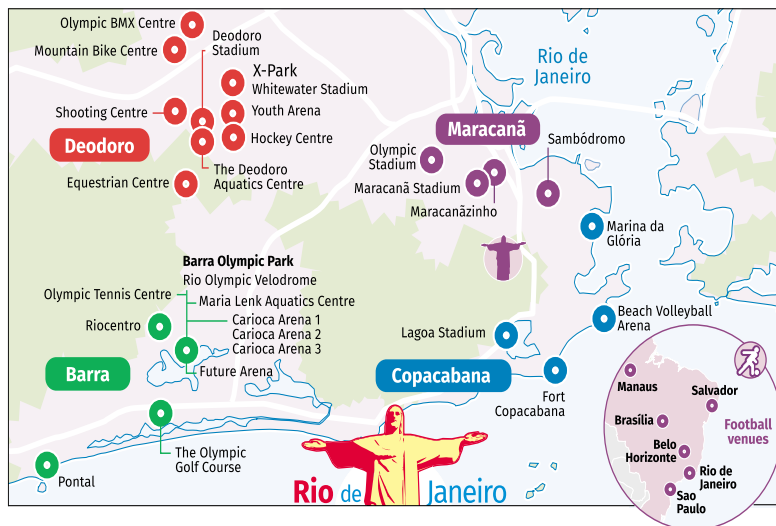 Olympic BMX Centre
Mountain Bike Centre
Deodoro
Stadium
X-Park
Whitewater Stadium
Shooting Centre
Youth Arena
Deodoro
Hockey Centre
The Deodoro
Aquatics Centre
Equestrian Centre
Rio de
Janeiro
Maracanã
Sambódromo
Olympic
Stadium
Maracanã Stadium
Maracanãzinho
Marina da
Glória
Barra Olympic Park
Rio Olympic Velodrome
Olympic Tennis Centre
Maria Lenk Aquatics Centre
Riocentro
Carioca Arena 1
Carioca Arena 2
Carioca Arena 3
Barra
Future Arena
Lagoa Stadium
Beach Volleyball
Arena
Copacabana
Fort
Copacabana
The Olympic
Golf Course
Pontal
Rio de Janeiro
Manaus
Salvador
Brasília
Football
venues
Belo
Horizonte
Rio de
Janeiro
Sao
Paulo